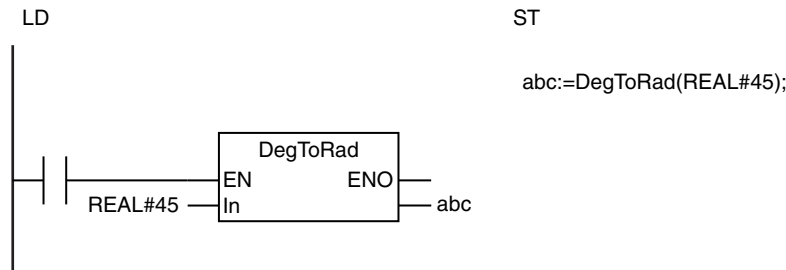 LD
ST
abc:=DegToRad(REAL#45);
DegToRad
EN ENO
REAL#45 In abc